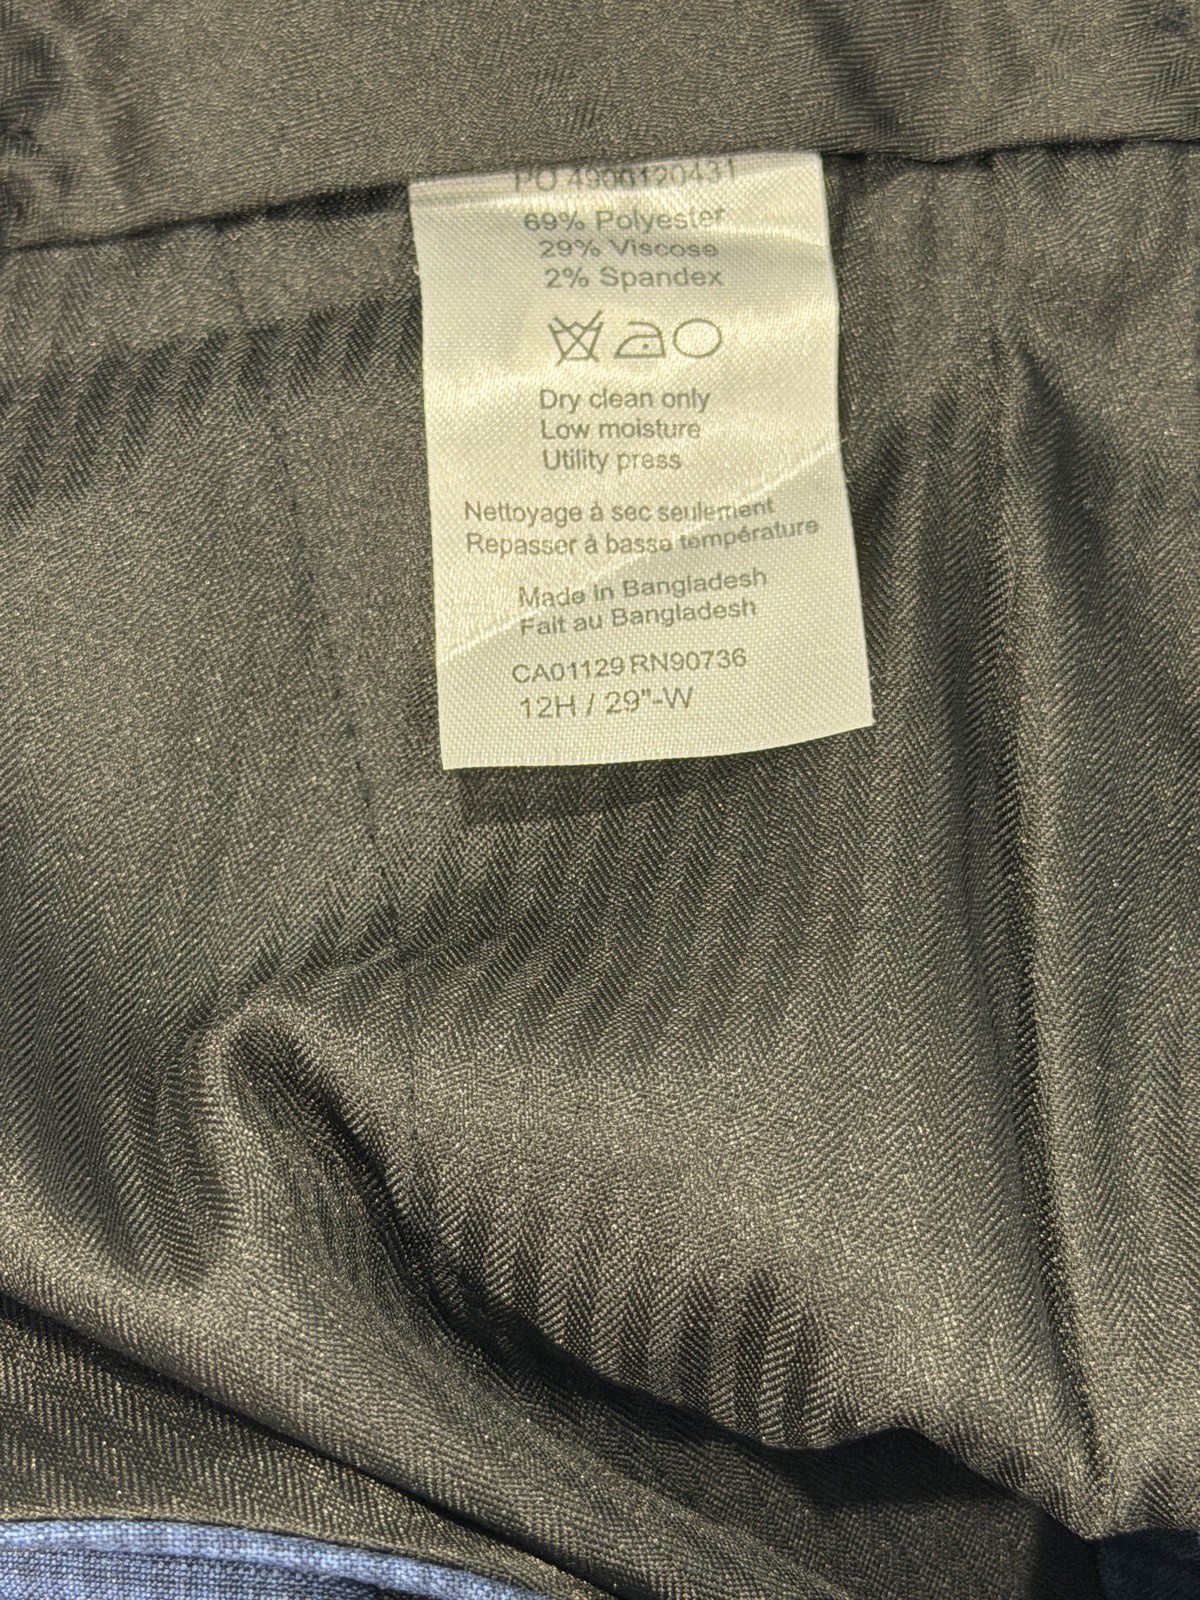 PO 4900120431
69% Polyester
29% Viscose
2% Spandex
Dry clean only
Low moisture
Utility press
Nettoyage à sec seulement
Repasser à basse température
Made In Bangladesh
Fait au Bangladesh
CA01129 RN90736
12H / 29"-W